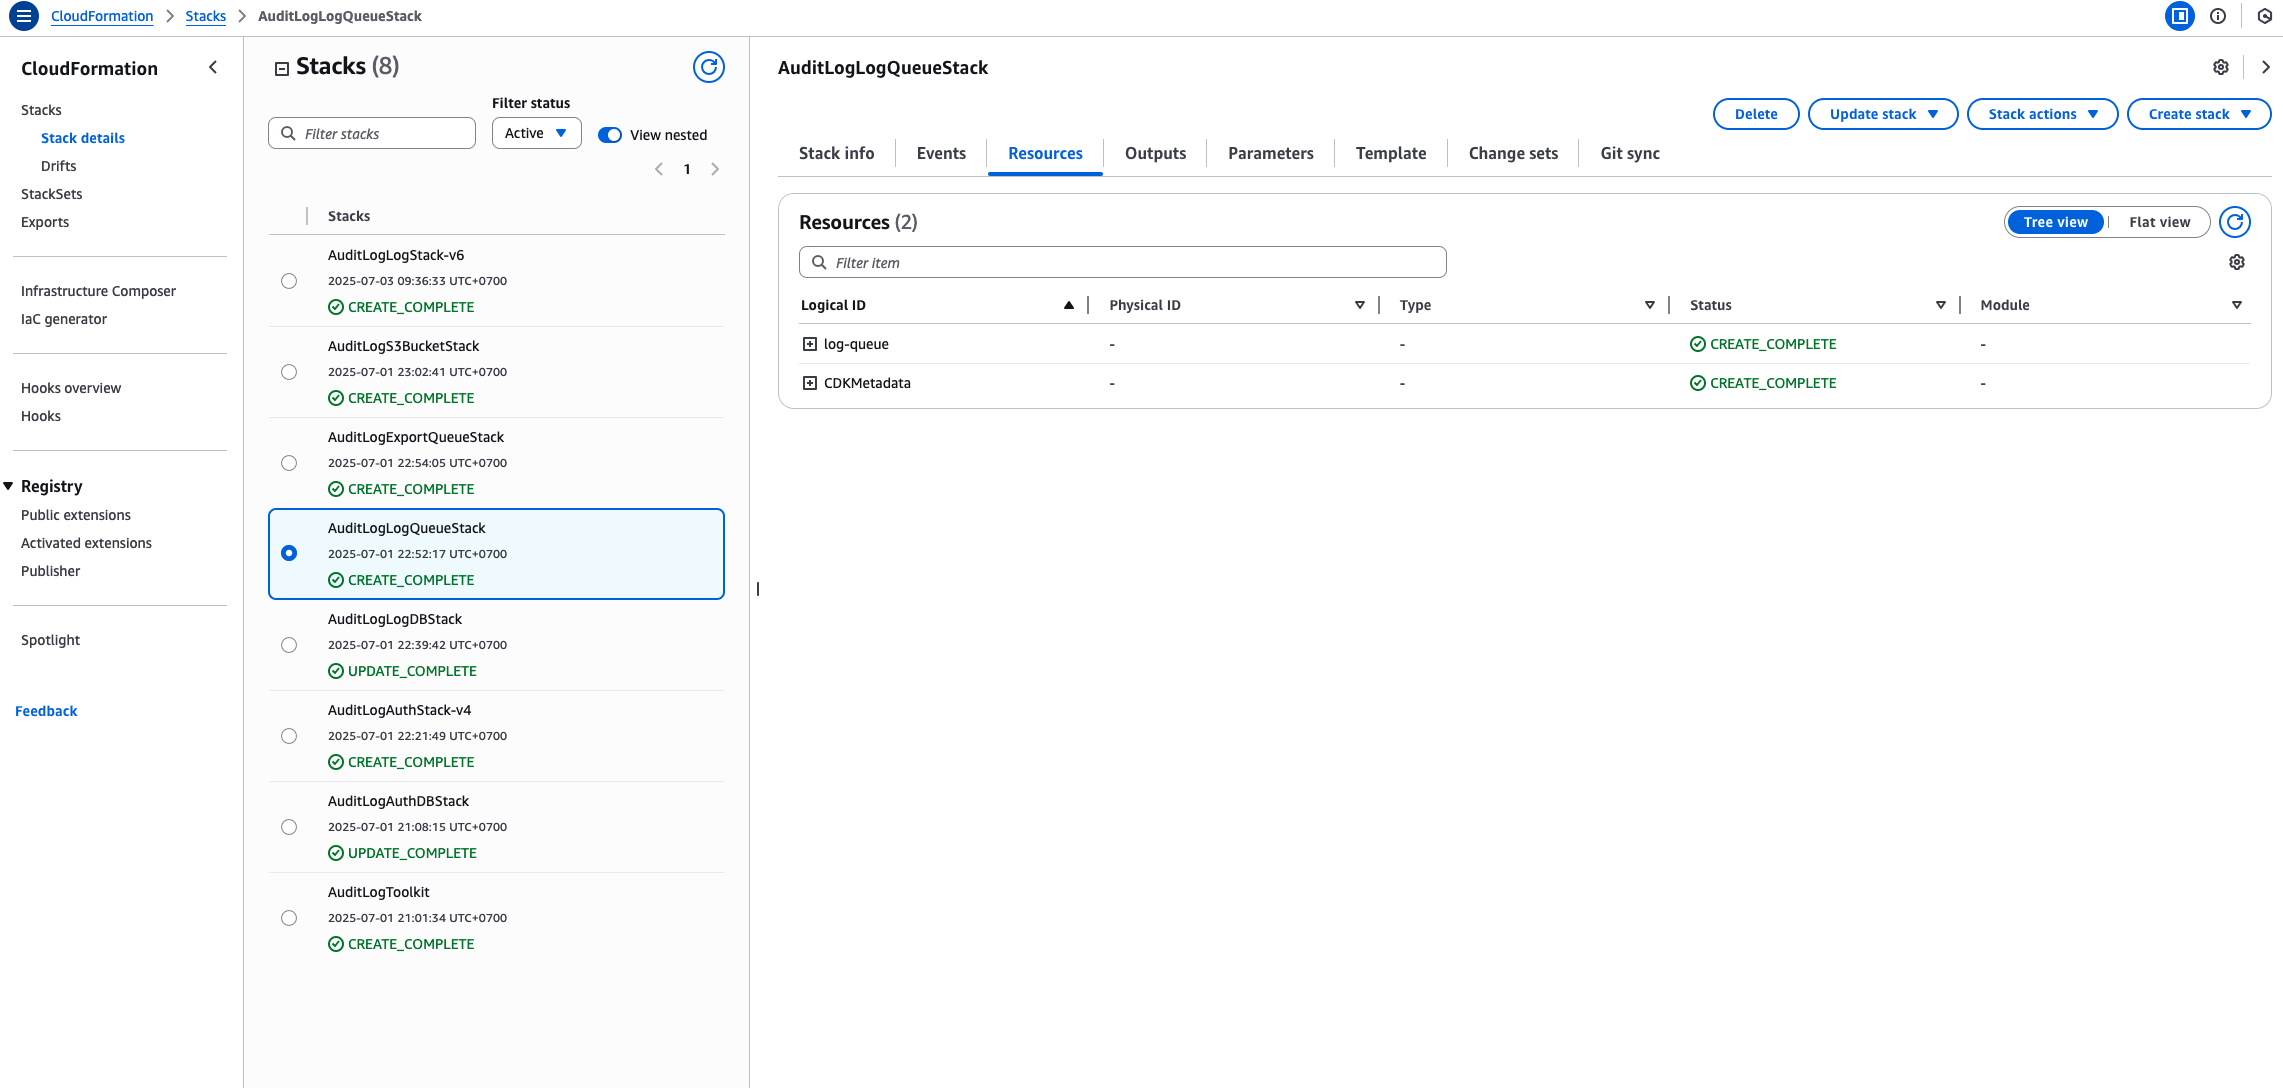 CloudFormation > Stacks > AuditLogLogQueueStack
CloudFormation
Stacks
Stack details
Drifts
StackSets
Exports
Infrastructure Composer
IaC generator
Hooks overview
Hooks
Registry
Public extensions
Activated extensions
Publisher
Spotlight
Feedback
Stacks (8)
Filter status
Filter stacks
Active
View nested
1
Stacks
AuditLogLogStack-v6
2025-07-03 09:36:33 UTC+0700
CREATE_COMPLETE
AuditLogS3BucketStack
2025-07-01 23:02:41 UTC+0700
CREATE_COMPLETE
AuditLogExportQueueStack
2025-07-01 22:54:05 UTC+0700
CREATE_COMPLETE
AuditLogLogQueueStack
2025-07-01 22:52:17 UTC+0700
CREATE_COMPLETE
AuditLogLogDBStack
2025-07-01 22:39:42 UTC+0700
UPDATE_COMPLETE
AuditLogAuthStack-v4
2025-07-01 22:21:49 UTC+0700
CREATE_COMPLETE
AuditLogAuthDBStack
2025-07-01 21:08:15 UTC+0700
UPDATE_COMPLETE
AuditLogToolkit
2025-07-01 21:01:34 UTC+0700
CREATE_COMPLETE
AuditLogLogQueueStack
Delete Update stack Stack actions Create stack
Stack info Events Resources Outputs Parameters Template Change sets Git sync
Resources (2)
Tree view Flat view
Filter item
Logical ID Physical ID Type Status Module
log-queue - - CREATE_COMPLETE -
CDKMetadata - - CREATE_COMPLETE -